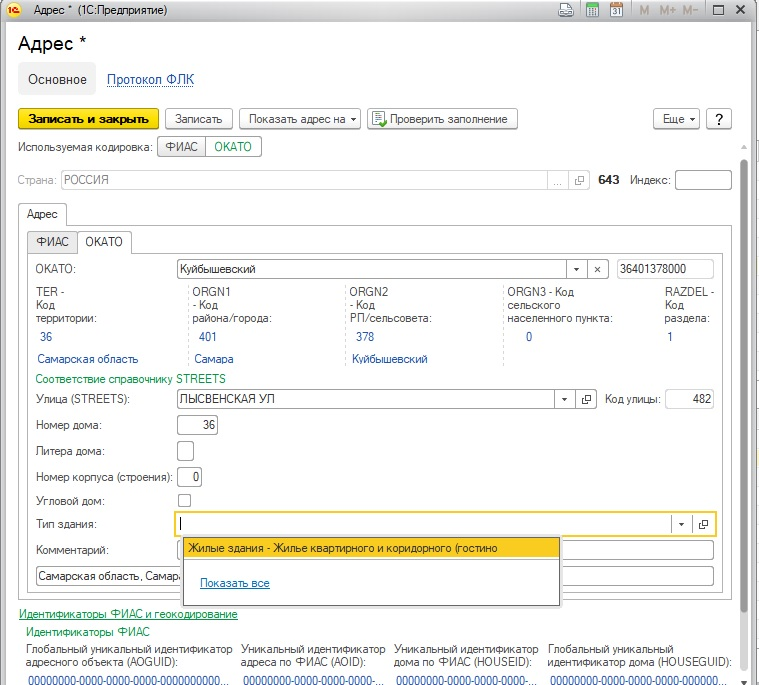 Адрес * (1С:Предприятие)
M M+ M-
Адрес *
Основное Протокол ФЛК
Записать и закрыть Записать Показать адрес на Проверить заполнение Еще ?
Используемая кодировка: ФИАС ОКАТО
Страна: РОССИЯ ... 643 Индекс:
Адрес
ФИАС ОКАТО
ОКАТО: Куйбышевский × 36401378000
TER - ORGN1 ORGN2 ORGN3 - Код RAZDEL -
Код - Код - Код сельского Код
территории: района/города: РП/сельсовета: населенного пункта: раздела:
36 401 378 0 1
Самарская область Самара Куйбышевский
Соответствие справочнику STREETS
Улица (STREETS): ЛЫСВЕНСКАЯ УЛ Код улицы: 482
Номер дома: 36
Литера дома:
Номер корпуса (строения): 0
Угловой дом:
Тип здания:
Комментарий:
Жилые здания - Жилье квартирного и коридорного (гостино
Показать все
Самарская область, Самара
Идентификаторы ФИАС и геокодирование
Идентификаторы ФИАС
Глобальный уникальный идентификатор Уникальный идентификатор Уникальный идентификатор Глобальный уникальный
адресного объекта (AOGUID): адреса по ФИАС (AOID): дома по ФИАС (HOUSEID): идентификатор дома (HOUSEGUID):
00000000-0000-0000-0000-0000000000... 00000000-0000-0000-0000-... 00000000-0000-0000-0000-... 00000000-0000-0000-0000-000000...